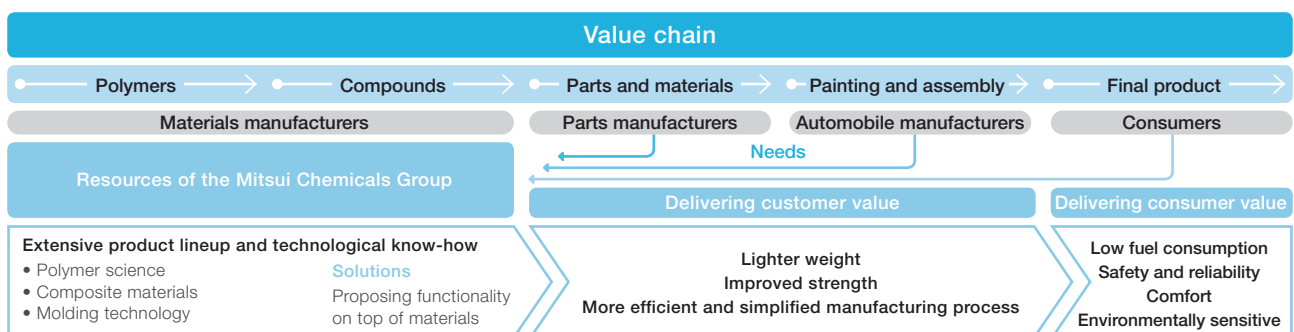 Value chain
Polymers
Compounds
Parts and materials
Painting and assembly
Final product
Materials manufacturers
Parts manufacturers
Automobile manufacturers
Consumers
Needs
Resources of the Mitsui Chemicals Group
Delivering customer value
Delivering consumer value
Extensive product lineup and technological know-how
• Polymer science
• Composite materials
• Molding technology
Solutions
Proposing functionality
on top of materials
Lighter weight
Improved strength
More efficient and simplified manufacturing process
Low fuel consumption
Safety and reliability
Comfort
Environmentally sensitive